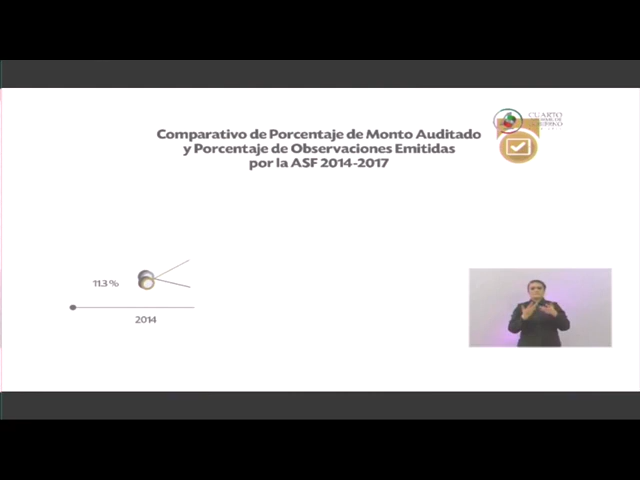 CUARTO
Comparativo de Porcentaje de Monto Auditado
y Porcentaje de Observaciones Emitidas
por la ASF 2014-2017
11.3 %
2014